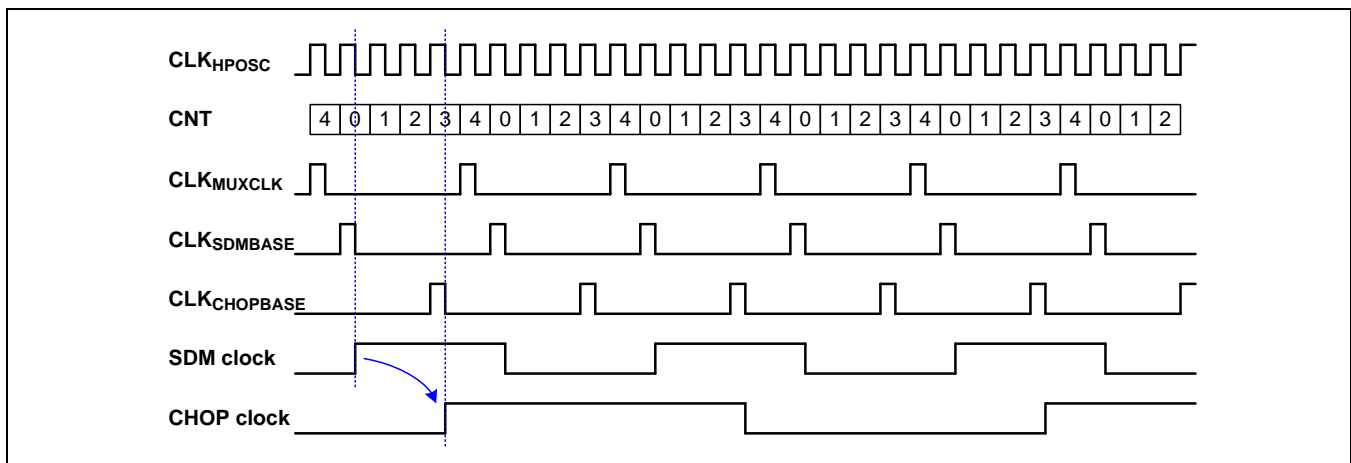 CLKHPOSC
CNT 4 0 1 2 3 4 0 1 2 3 4 0 1 2 3 4 0 1 2 3 4 0 1 2 3 4 0 1 2
CLKMUXCLK
CLKSDMBASE
CLKCHOPBASE
SDM clock
CHOP clock